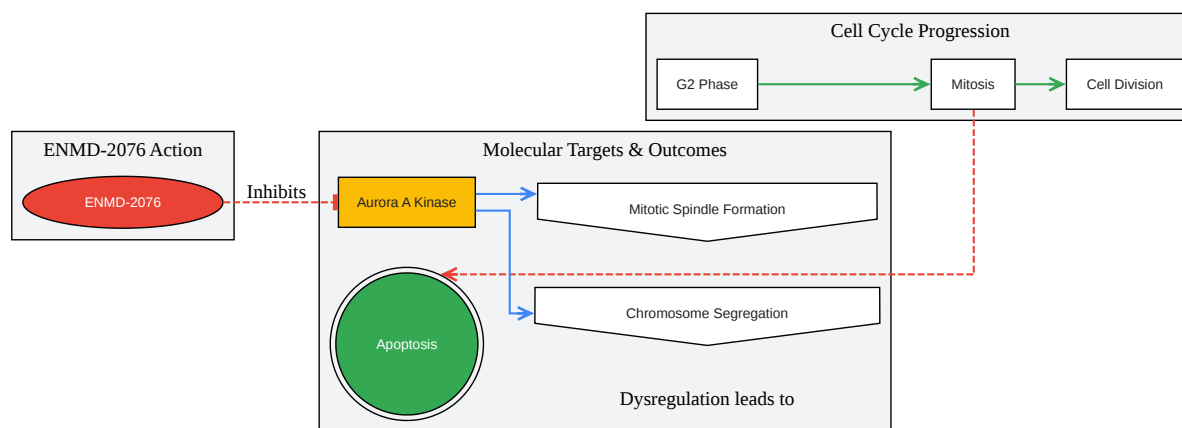 Cell Cycle Progression
G2 Phase
Mitosis
Cell Division
ENMD-2076 Action
ENMD-2076
Inhibits
Molecular Targets & Outcomes
Aurora A Kinase
Mitotic Spindle Formation
Chromosome Segregation
Apoptosis
Dysregulation leads to